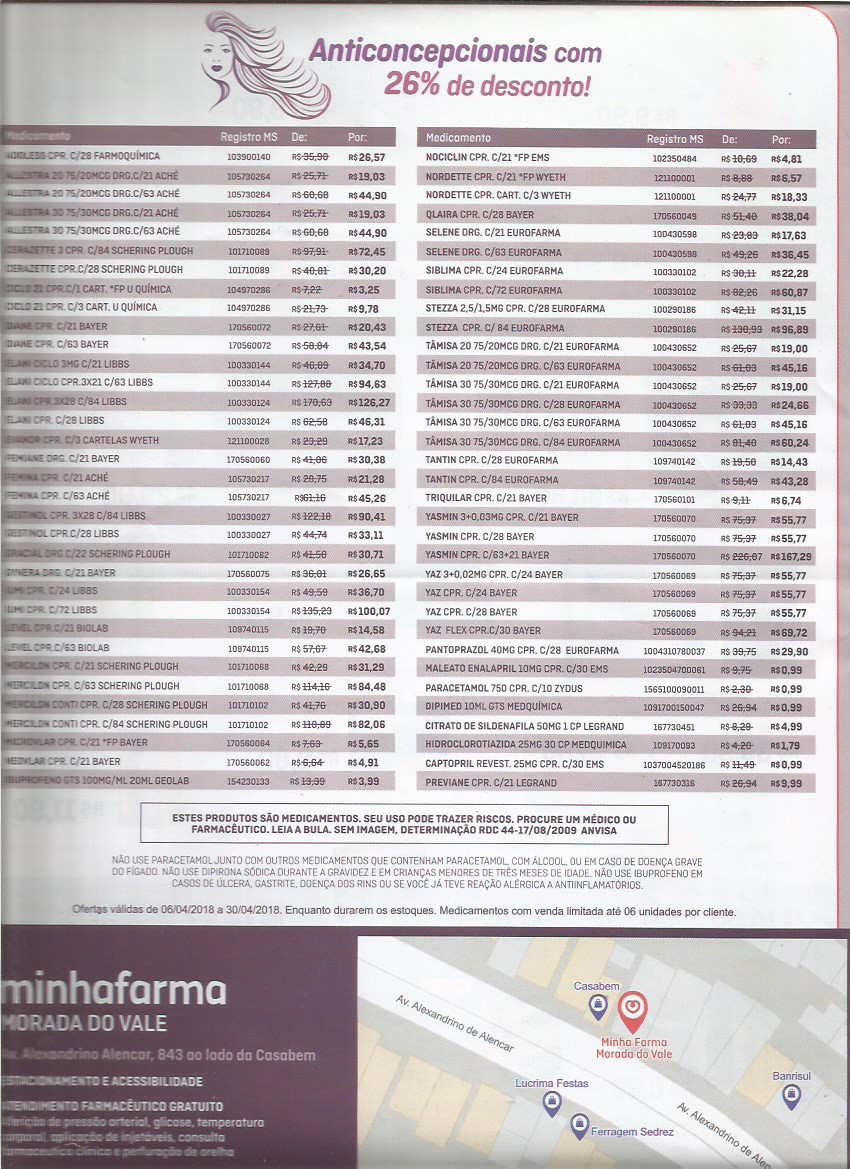 Anticoncepcionais com
26% de desconto!
Medicamento Registro MS De: Por:
CPR. C/28 FARMOQUÍMICA 103900140 R$ 35,90 R$26,57
ALLESTRA 20 75/20MCG DRG.C/21 ACHÉ 105730264 R$ 25,71 R$19,03
ALLESTRA 20 75/20MCG DRG.C/63 ACHÉ 105730264 R$ 60,68 R$44,90
ALLESTRA 30 75/30MCG DRG.C/21 ACHÉ 105730264 R$ 25,71 R$19,03
ALLESTRA 30 75/30MCG DRG.C/63 ACHÉ 105730264 R$ 60,68 R$44,90
CERAZETTE 3 CPR. C/84 SCHERING PLOUGH 101710089 R$ 97,91 R$72,45
CERAZETTE CPR.C/28 SCHERING PLOUGH 101710089 R$ 40,81 R$30,20
CICLO 21 CPR.C/1 CART. *FP U QUÍMICA 104970286 R$ 7,22 R$3,25
CICLO 21 CPR.C/3 CART. U QUÍMICA 104970286 R$ 21,73 R$9,78
DIANE CPR. C/21 BAYER 170560072 R$ 27,61 R$20,43
DIANE CPR. C/63 BAYER 170560072 R$ 58,84 R$43,54
ELANI CICLO 3MG C/21 LIBBS 100330144 R$ 46,89 R$34,70
ELANI CICLO CPR.3X21 C/63 LIBBS 100330144 R$ 127,88 R$94,63
ELANI CPR.3X28 C/84 LIBBS 100330124 R$ 170,63 R$126,27
ELANI CPR. C/28 LIBBS 100330124 R$ 62,58 R$46,31
EVANOR CPR. C/3 CARTELAS WYETH 121100028 R$ 23,29 R$17,23
FEMIANE DRG. C/21 BAYER 170560060 R$ 41,06 R$30,38
FEMINA CPR. C/21 ACHÉ 105730217 R$ 28,75 R$21,28
FEMINA CPR. C/63 ACHÉ 105730217 R$61,16 R$45,26
GESTINOL CPR. 3X28 C/84 LIBBS 100330027 R$ 122,18 R$90,41
GESTINOL CPR.C/28 LIBBS 100330027 R$ 44,74 R$33,11
GRACIAL DRG.C/22 SCHERING PLOUGH 101710082 R$ 41,50 R$30,71
GYNERA DRG. C/21 BAYER 170560075 R$ 36,01 R$26,65
IUMI CPR. C/24 LIBBS 100330154 R$ 49,59 R$36,70
IUMI CPR. C/72 LIBBS 100330154 R$ 135,23 R$100,07
LEVEL CPR.C/21 BIOLAB 109740115 R$ 19,70 R$14,58
LEVEL CPR.C/63 BIOLAB 109740115 R$ 57,67 R$42,68
MERCILON CPR. C/21 SCHERING PLOUGH 101710068 R$ 42,29 R$31,29
MERCILON CPR. C/63 SCHERING PLOUGH 101710068 R$ 114,16 R$84,48
MERCILON CONTI CPR. C/28 SCHERING PLOUGH 101710102 R$ 41,76 R$30,90
MERCILON CONTI CPR. C/84 SCHERING PLOUGH 101710102 R$ 110,89 R$82,06
MICROVLAR CPR. C/21 *FP BAYER 170560064 R$ 7,63 R$5,65
NEOVLAR CPR. C/21 BAYER 170560062 R$ 6,64 R$4,91
IBUPROFENO GTS 100MG/ML 20ML GEOLAB 154230133 R$ 13,39 R$3,99
Medicamento Registro MS De: Por:
NOCICLIN CPR. C/21 *FP EMS 102350484 R$ 10,69 R$4,81
NORDETTE CPR. C/21 *FP WYETH 121100001 R$ 8,88 R$6,57
NORDETTE CPR. CART. C/3 WYETH 121100001 R$ 24,77 R$18,33
QLAIRA CPR. C/28 BAYER 170560049 R$ 51,40 R$38,04
SELENE DRG. C/21 EUROFARMA 100430598 R$ 23,83 R$17,63
SELENE DRG. C/63 EUROFARMA 100430598 R$ 49,26 R$36,45
SIBLIMA CPR. C/24 EUROFARMA 100330102 R$ 30,11 R$22,28
SIBLIMA CPR. C/72 EUROFARMA 100330102 R$ 82,26 R$60,87
STEZZA 2,5/1,5MG CPR. C/28 EUROFARMA 100290186 R$ 42,11 R$31,15
STEZZA CPR. C/ 84 EUROFARMA 100290186 R$ 130,93 R$96,89
TÂMISA 20 75/20MCG DRG. C/21 EUROFARMA 100430652 R$ 25,67 R$19,00
TÂMISA 20 75/20MCG DRG. C/63 EUROFARMA 100430652 R$ 61,03 R$45,16
TÂMISA 30 75/30MCG DRG. C/21 EUROFARMA 100430652 R$ 25,67 R$19,00
TÂMISA 30 75/30MCG DRG. C/28 EUROFARMA 100430652 R$ 33,33 R$24,66
TÂMISA 30 75/30MCG DRG. C/63 EUROFARMA 100430652 R$ 61,03 R$45,16
TÂMISA 30 75/30MCG DRG. C/84 EUROFARMA 100430652 R$ 81,40 R$60,24
TANTIN CPR. C/28 EUROFARMA 109740142 R$ 19,50 R$14,43
TANTIN CPR. C/84 EUROFARMA 109740142 R$ 58,49 R$43,28
TRIQUILAR CPR. C/21 BAYER 170560101 R$ 9,11 R$6,74
YASMIN 3+0,03MG CPR. C/21 BAYER 170560070 R$ 75,37 R$55,77
YASMIN CPR. C/28 BAYER 170560070 R$ 75,37 R$55,77
YASMIN CPR. C/63+21 BAYER 170560070 R$ 226,07 R$167,29
YAZ 3+0,02MG CPR. C/24 BAYER 170560069 R$ 75,37 R$55,77
YAZ CPR. C/24 BAYER 170560069 R$ 75,37 R$55,77
YAZ CPR. C/28 BAYER 170560069 R$ 75,37 R$55,77
YAZ FLEX CPR.C/30 BAYER 170560069 R$ 94,21 R$69,72
PANTOPRAZOL 40MG CPR. C/28 EUROFARMA 1004310780037 R$ 39,75 R$29,90
MALEATO ENALAPRIL 10MG CPR. C/30 EMS 1023504700061 R$ 9,75 R$0,99
PARACETAMOL 750 CPR. C/10 ZYDUS 1565100090011 R$ 2,30 R$0,99
DIPIMED 10ML GTS MEDQUÍMICA 1091700150047 R$ 26,94 R$0,99
CITRATO DE SILDENAFILA 50MG 1 CP LEGRAND 167730451 R$ 8,29 R$4,99
HIDROCLOROTIAZIDA 25MG 30 CP MEDQUIMICA 109170093 R$ 4,20 R$1,79
CAPTOPRIL REVEST. 25MG CPR. C/30 EMS 1037004520186 R$ 11,49 R$0,99
PREVIANE CPR. C/21 LEGRAND 167730316 R$ 26,94 R$9,99
ESTES PRODUTOS SÃO MEDICAMENTOS. SEU USO PODE TRAZER RISCOS. PROCURE UM MÉDICO OU
FARMACÊUTICO. LEIA A BULA. SEM IMAGEM, DETERMINAÇÃO RDC 44-17/08/2009 ANVISA
NÃO USE PARACETAMOL JUNTO COM OUTROS MEDICAMENTOS QUE CONTENHAM PARACETAMOL, COM ÁLCOOL, OU EM CASO DE DOENÇA GRAVE
DO FÍGADO. NÃO USE DIPIRONA SÓDICA DURANTE A GRAVIDEZ E EM CRIANÇAS MENORES DE TRÊS MESES DE IDADE. NÃO USE IBUPROFENO EM
CASOS DE ÚLCERA, GASTRITE, DOENÇA DOS RINS OU SE VOCÊ JÁ TEVE REAÇÃO ALÉRGICA A ANTIINFLAMATÓRIOS.
Ofertas válidas de 06/04/2018 a 30/04/2018. Enquanto durarem os estoques. Medicamentos com venda limitada até 06 unidades por cliente.
minhafarma
MORADA DO VALE
Av. Alexandrino Alencar, 843 ao lado da Casabem
ESTACIONAMENTO E ACESSIBILIDADE
ATENDIMENTO FARMACÊUTICO GRATUITO
aferição de pressão arterial, glicose, temperatura
corporal, aplicação de injetáveis, consulta
farmaceutico clínica e perfuração de orelha
Casabem
Av. Alexandrino de Alencar
Minha Farma
Morada do Vale
Lucrima Festas
Banrisul
Ferragem Sedrez
Av. Alexandrino de Alen